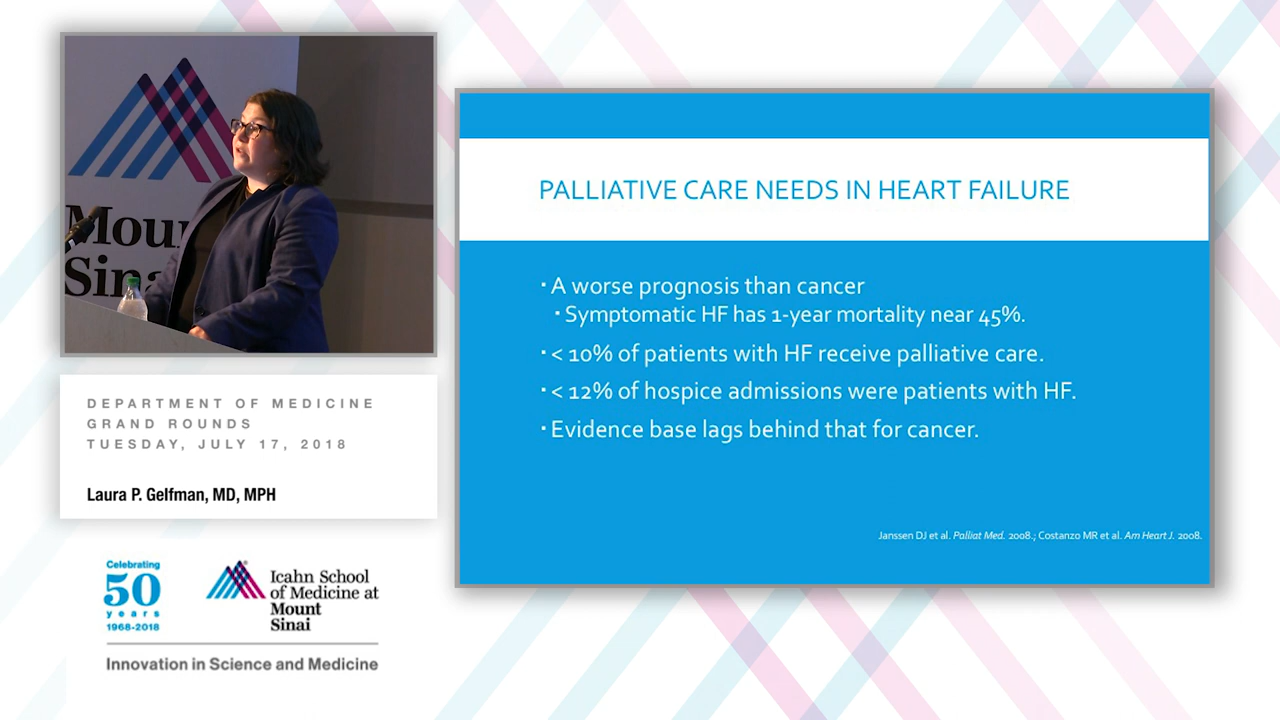 Mount
Sinai
DEPARTMENT OF MEDICINE
GRAND ROUNDS
TUESDAY, JULY 17, 2018
Laura P. Gelfman, MD, MPH
Celebrating
50
years
1968-2018
Icahn School
of Medicine at
Mount
Sinai
Innovation in Science and Medicine
PALLIATIVE CARE NEEDS IN HEART FAILURE
▪ A worse prognosis than cancer
▪ Symptomatic HF has 1-year mortality near 45%.
▪ < 10% of patients with HF receive palliative care.
▪ < 12% of hospice admissions were patients with HF.
▪ Evidence base lags behind that for cancer.
Janssen DJ et al. Palliat Med. 2008.; Costanzo MR et al. Am Heart J. 2008.